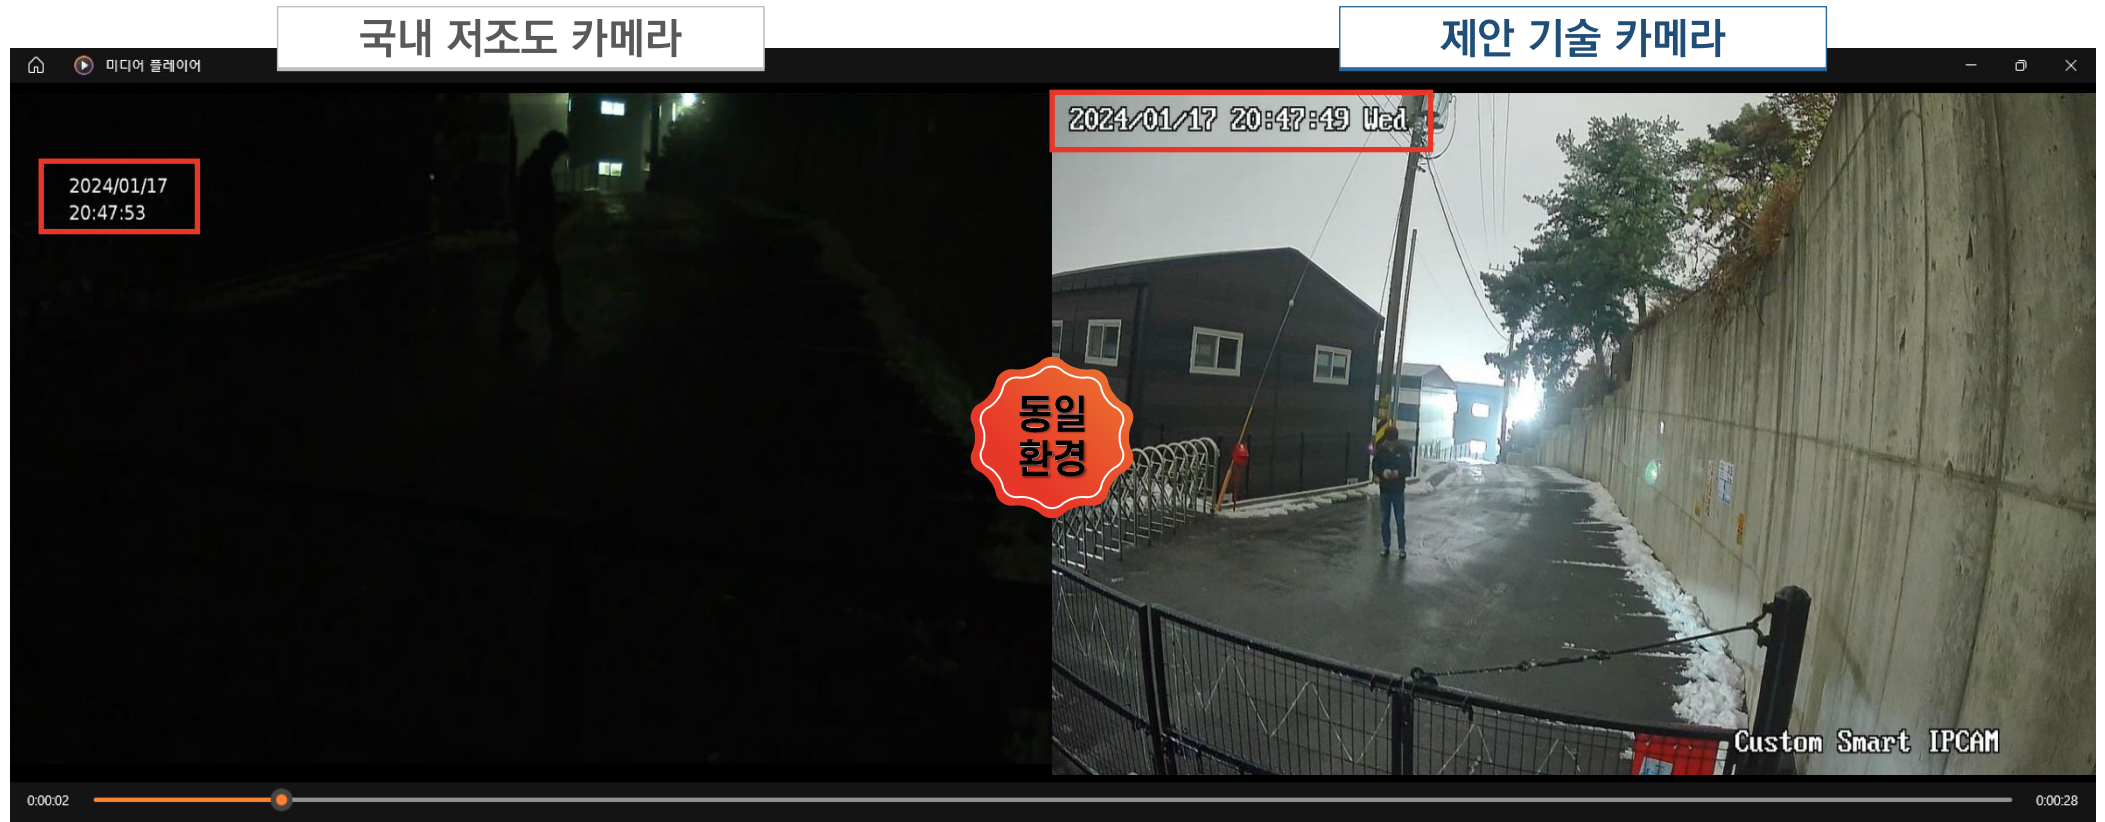 국내 저조도 카메라
제안 기술 카메라
미디어 플레이어
2024/01/17
20:47:53
2024/01/17 20:47:49 Wed
동일
환경
Custom Smart IPCAM
0:00:02
0:00:28